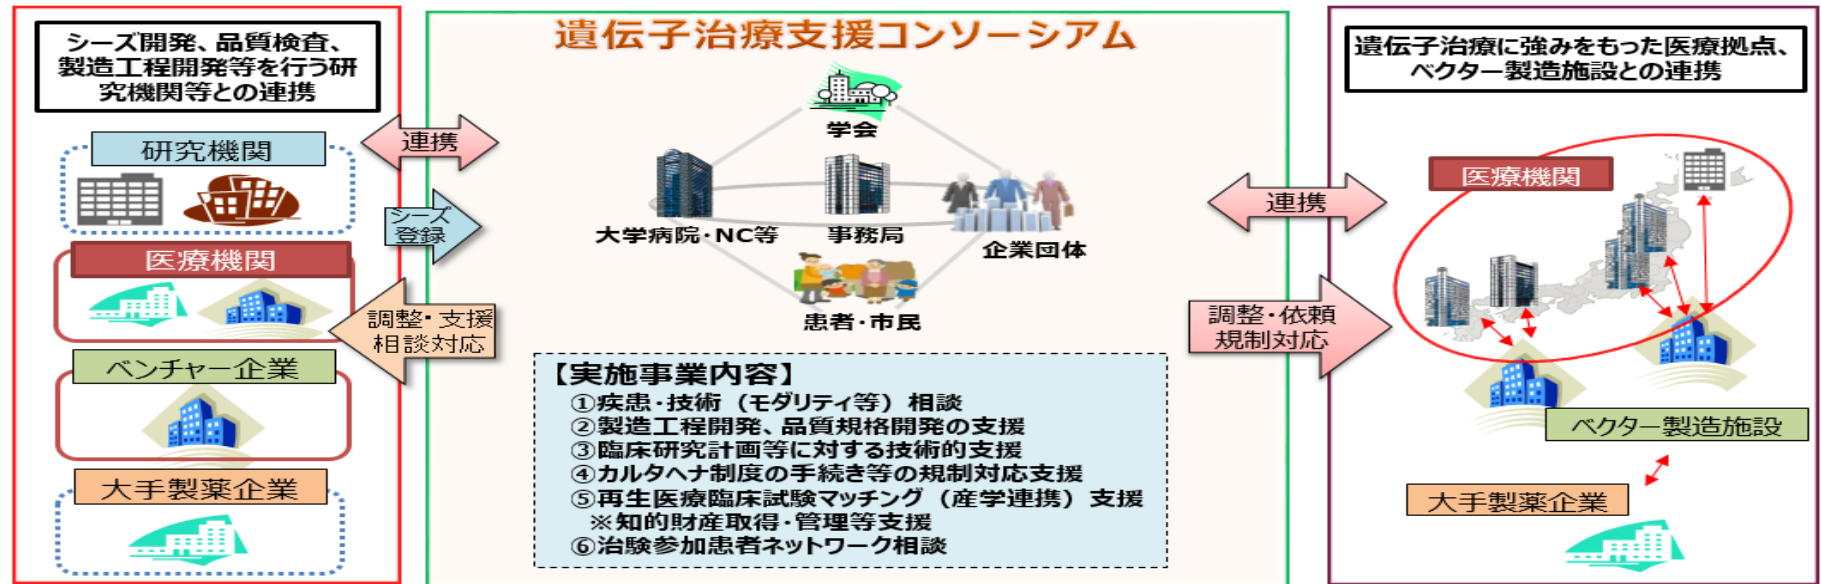 シーズ開発、品質検査、
製造工程開発等を行う研
究機関等との連携
研究機関
医療機関
ベンチャー企業
大手製薬企業
連携
シーズ
登録
調整・支援
相談対応
遺伝子治療支援コンソーシアム
学会
大学病院・NC等
事務局
企業団体
患者・市民
【実施事業内容】
①疾患・技術（モダリティ等）相談
②製造工程開発、品質規格開発の支援
③臨床研究計画等に対する技術的支援
④カルタヘナ制度の手続き等の規制対応支援
⑤再生医療臨床試験マッチング（産学連携）支援
※知的財産取得・管理等支援
⑥治験参加患者ネットワーク相談
連携
調整・依頼
規制対応
遺伝子治療に強みをもった医療拠点、
ベクター製造施設との連携
医療機関
ベクター製造施設
大手製薬企業